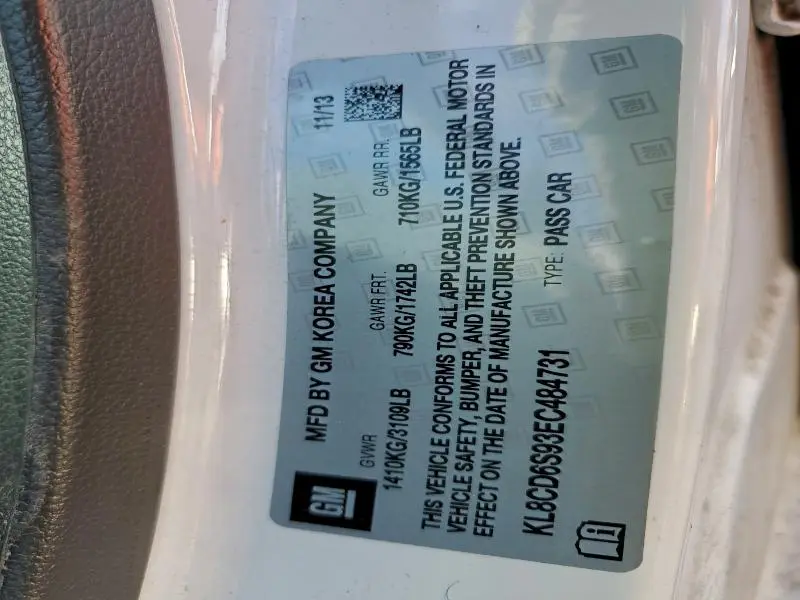 GM
MFD BY GM KOREA COMPANY 11/13
GVWR GAWR FRT. GAWR RR.
1410KG/3109LB 790KG/1742LB 710KG/1565LB
THIS VEHICLE CONFORMS TO ALL APPLICABLE U.S. FEDERAL MOTOR
VEHICLE SAFETY, BUMPER, AND THEFT PREVENTION STANDARDS IN
EFFECT ON THE DATE OF MANUFACTURE SHOWN ABOVE.
KL8CD6S93EC484731 TYPE: PASS CAR